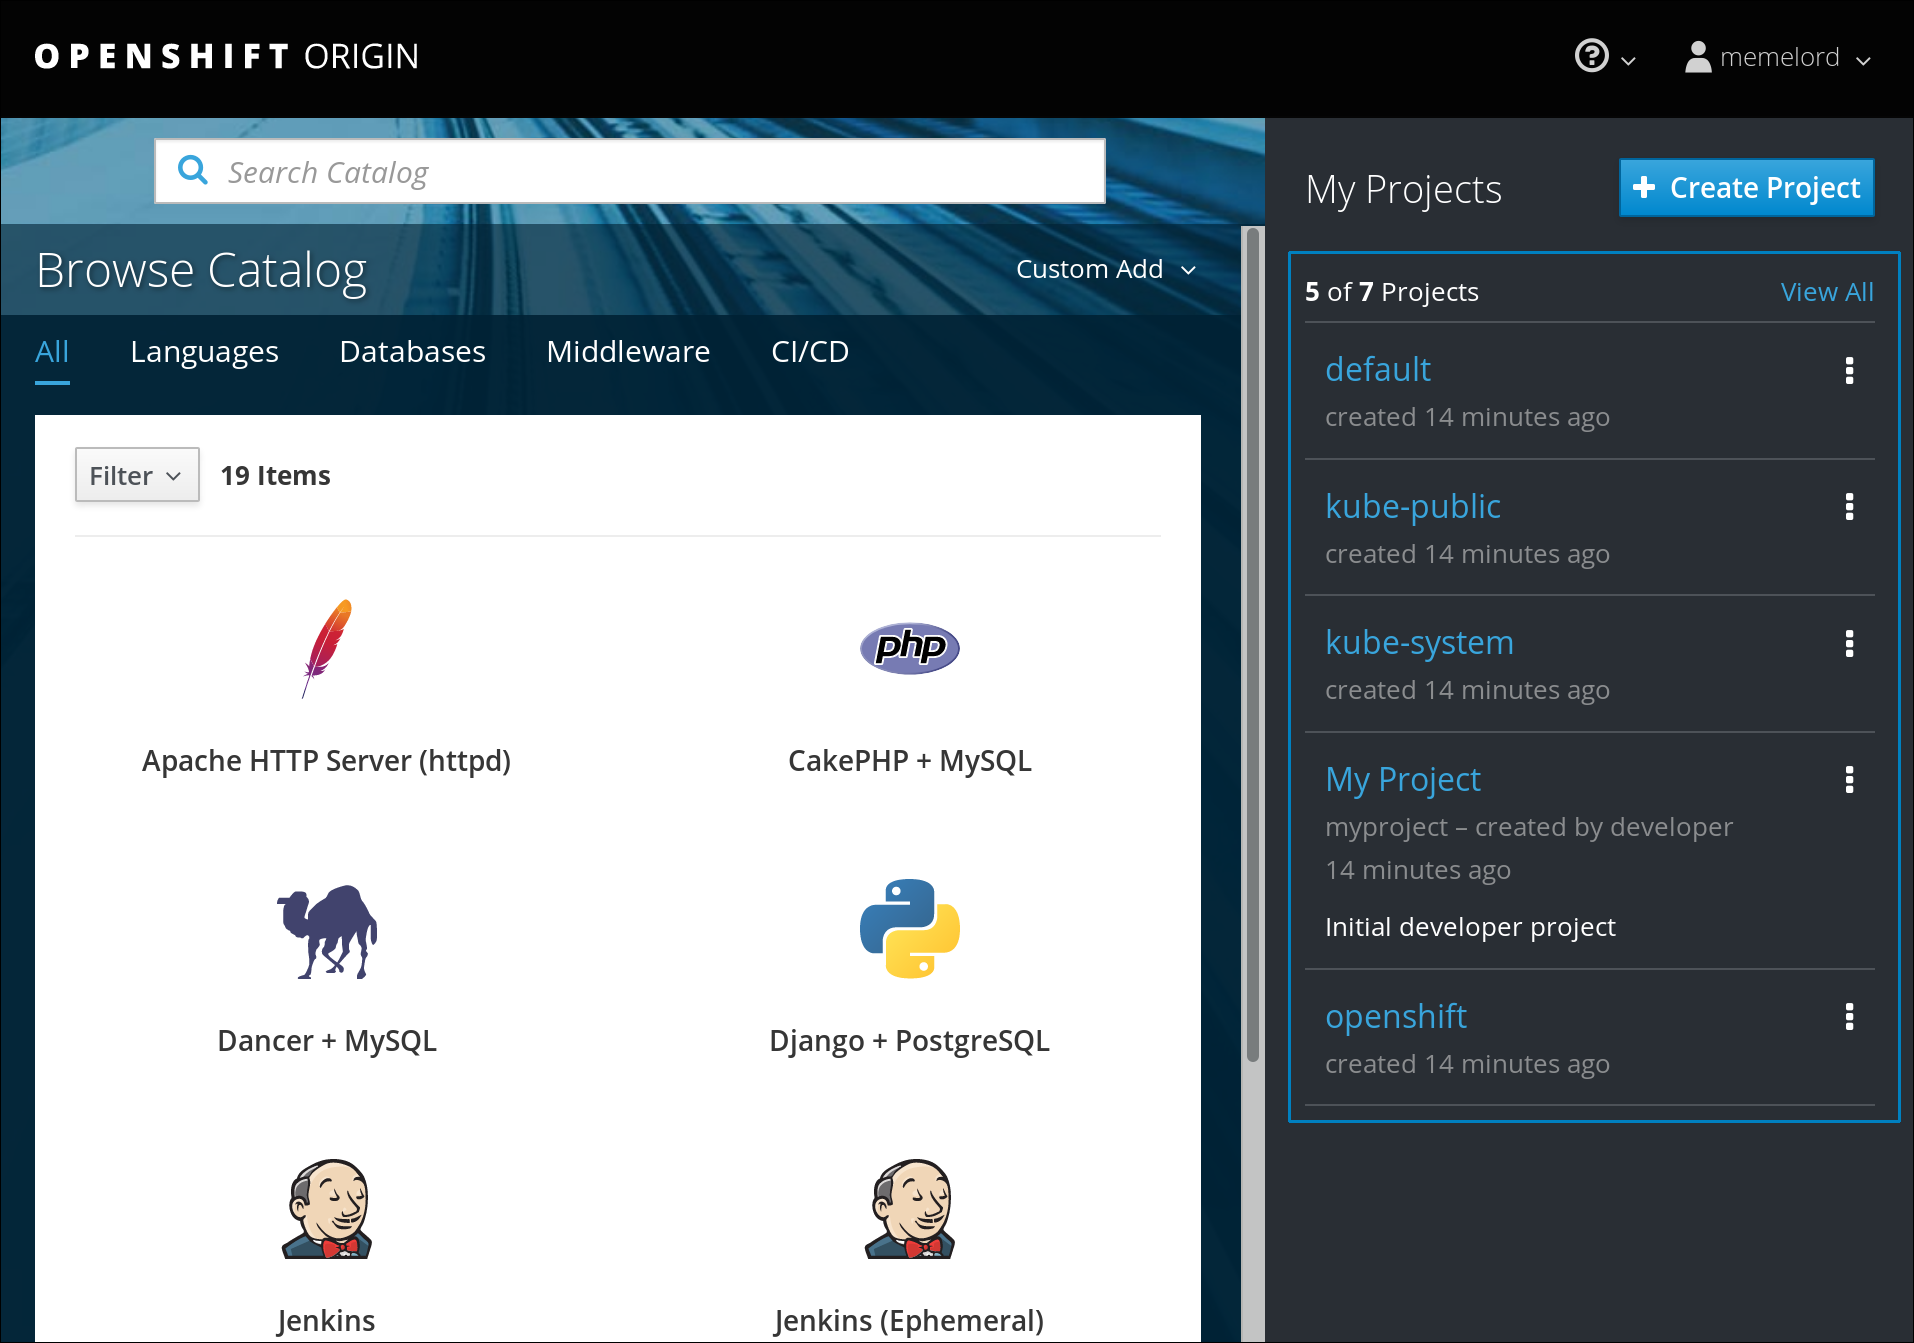 OPENSHIFT ORIGIN
memelord
Search Catalog
Browse Catalog
Custom Add
All Languages Databases Middleware CI/CD
Filter
19 Items
php
Apache HTTP Server (httpd)
CakePHP + MySQL
Dancer + MySQL
Django + PostgreSQL
Jenkins
Jenkins (Ephemeral)
My Projects
Create Project
5 of 7 Projects
View All
default
created 14 minutes ago
kube-public
created 14 minutes ago
kube-system
created 14 minutes ago
My Project
myproject – created by developer
14 minutes ago
Initial developer project
openshift
created 14 minutes ago